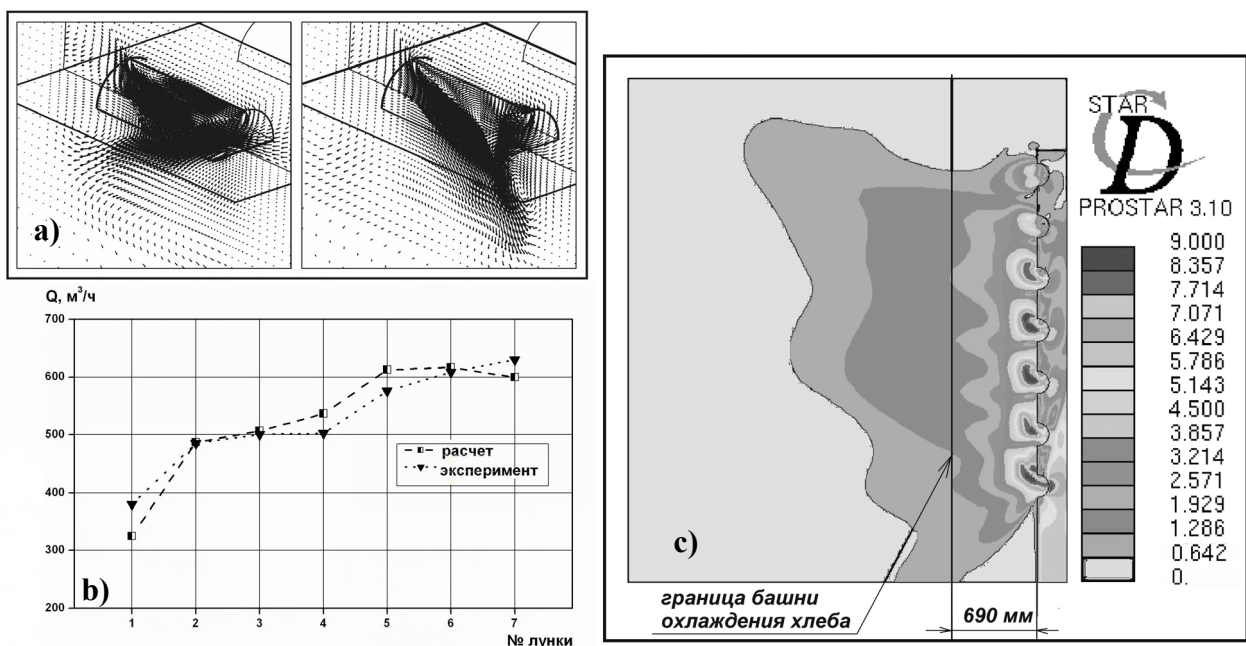 a)
Q, м³/ч
700
600
500
400
300
200
1
2
3
4
5
6
7
№ лунки
расчет
эксперимент
b)
STAR
CD
PROSTAR 3.10
9.000
8.357
7.714
7.071
6.429
5.786
5.143
4.500
3.857
3.214
2.571
1.929
1.286
0.642
0.
c)
граница башни
охлаждения хлеба
690 мм